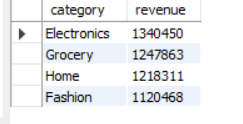 category revenue
Electronics 1340450
Grocery 1247863
Home 1218311
Fashion 1120468